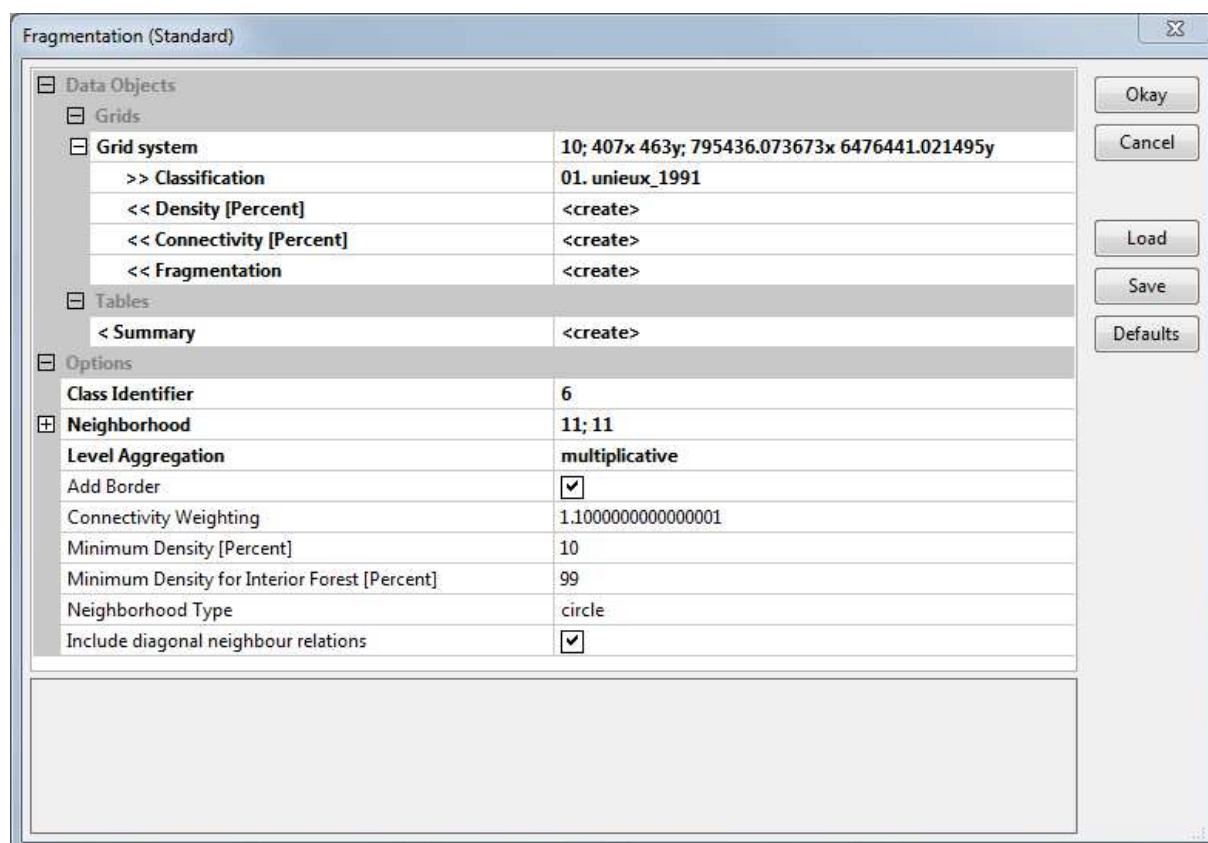 Fragmentation (Standard)
Data Objects
Okay
Grids
Grid system 10; 407x 463y; 795436.073673x 6476441.021495y
Cancel
>> Classification 01. unieux_1991
<< Density [Percent] <create>
<< Connectivity [Percent] <create>
Load
<< Fragmentation <create>
Tables
Save
< Summary <create>
Defaults
Options
Class Identifier 6
Neighborhood 11; 11
Level Aggregation multiplicative
Add Border
Connectivity Weighting 1.1000000000000001
Minimum Density [Percent] 10
Minimum Density for Interior Forest [Percent] 99
Neighborhood Type circle
Include diagonal neighbour relations